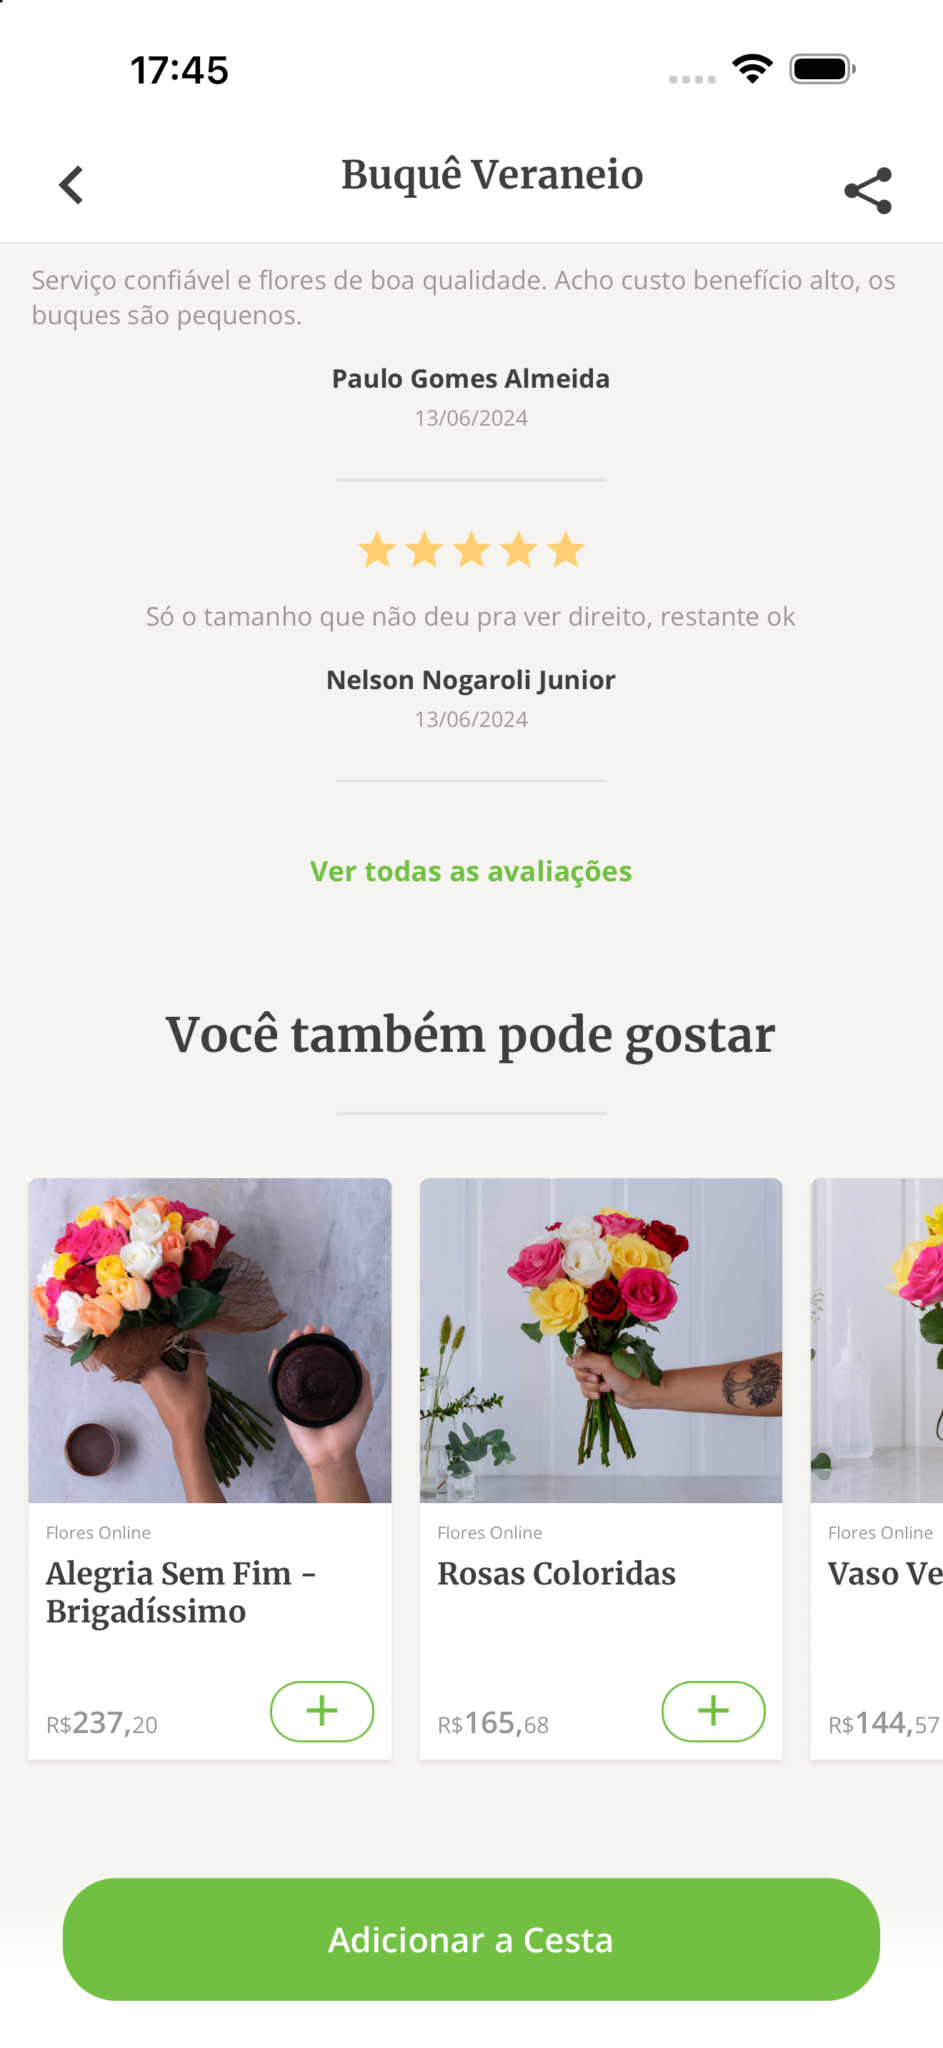 17:45
Buquê Veraneio
Serviço confiável e flores de boa qualidade. Acho custo benefício alto, os
buques são pequenos.
Paulo Gomes Almeida
13/06/2024
Só o tamanho que não deu pra ver direito, restante ok
Nelson Nogaroli Junior
13/06/2024
Ver todas as avaliações
Você também pode gostar
Flores Online
Alegria Sem Fim -
Brigadíssimo
R$237,20
Flores Online
Rosas Coloridas
R$165,68
Flores Online
Vaso Ve
R$144,57
Adicionar a Cesta